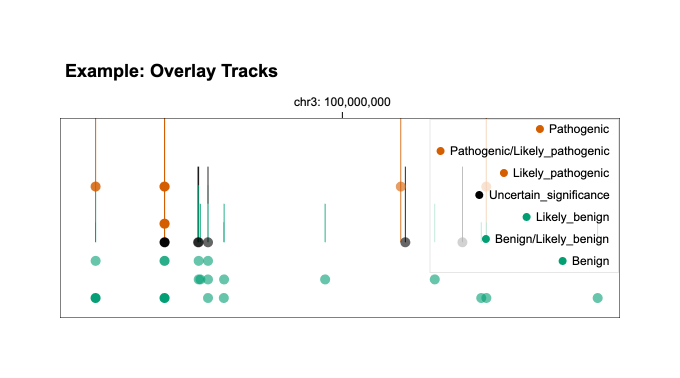 Example: Overlay Tracks
chr3: 100,000,000
Pathogenic
Pathogenic/Likely_pathogenic
Likely_pathogenic
Uncertain_significance
Likely_benign
Benign/Likely_benign
Benign